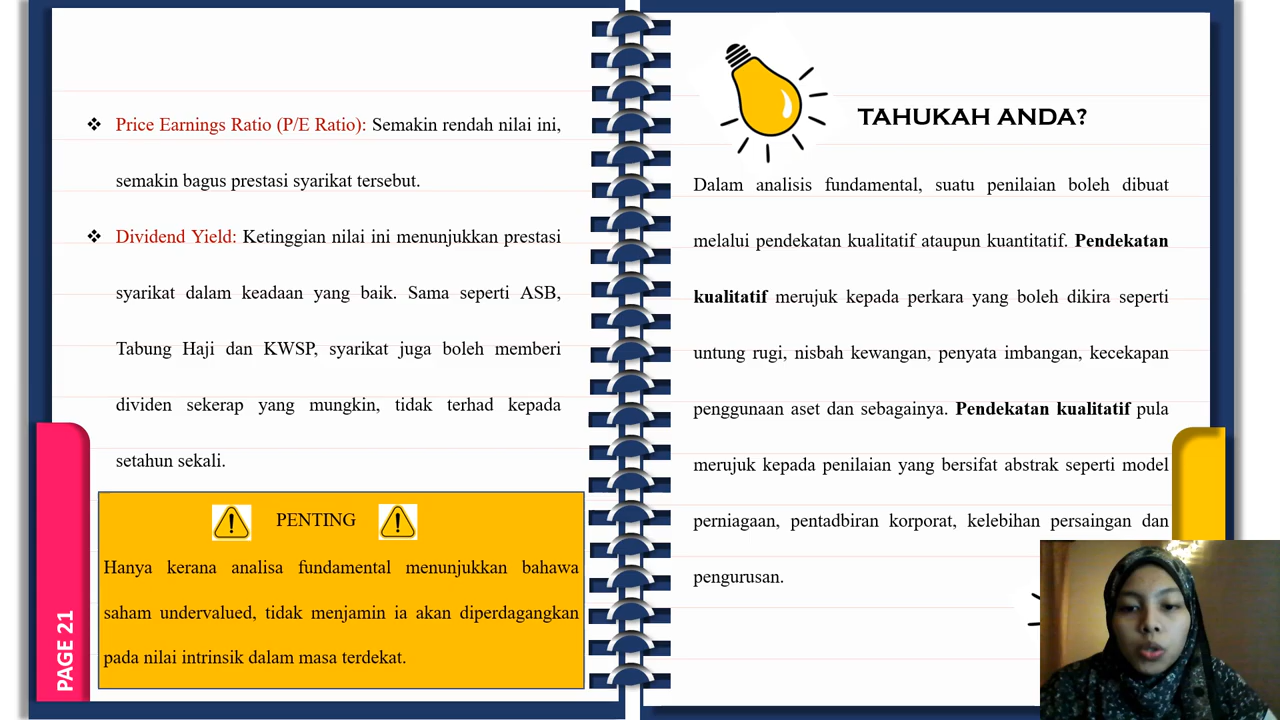 ❖ Price Earnings Ratio (P/E Ratio): Semakin rendah nilai ini,
semakin bagus prestasi syarikat tersebut.
❖ Dividend Yield: Ketinggian nilai ini menunjukkan prestasi
syarikat dalam keadaan yang baik. Sama seperti ASB,
Tabung Haji dan KWSP, syarikat juga boleh memberi
dividen sekerap yang mungkin, tidak terhad kepada
setahun sekali.
PENTING
Hanya kerana analisa fundamental menunjukkan bahawa
saham undervalued, tidak menjamin ia akan diperdagangkan
pada nilai intrinsik dalam masa terdekat.
PAGE 21
TAHUKAH ANDA?
Dalam analisis fundamental, suatu penilaian boleh dibuat
melalui pendekatan kualitatif ataupun kuantitatif. Pendekatan
kualitatif merujuk kepada perkara yang boleh dikira seperti
untung rugi, nisbah kewangan, penyata imbangan, kecekapan
penggunaan aset dan sebagainya. Pendekatan kualitatif pula
merujuk kepada penilaian yang bersifat abstrak seperti model
perniagaan, pentadbiran korporat, kelebihan persaingan dan
pengurusan.